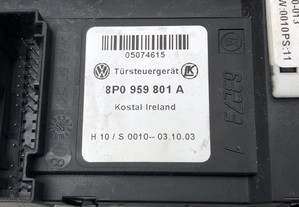 05074615
Türsteuergerät
8P0 959 801 A
Kostal Ireland
H 10 / S 0010-- 03.10.03